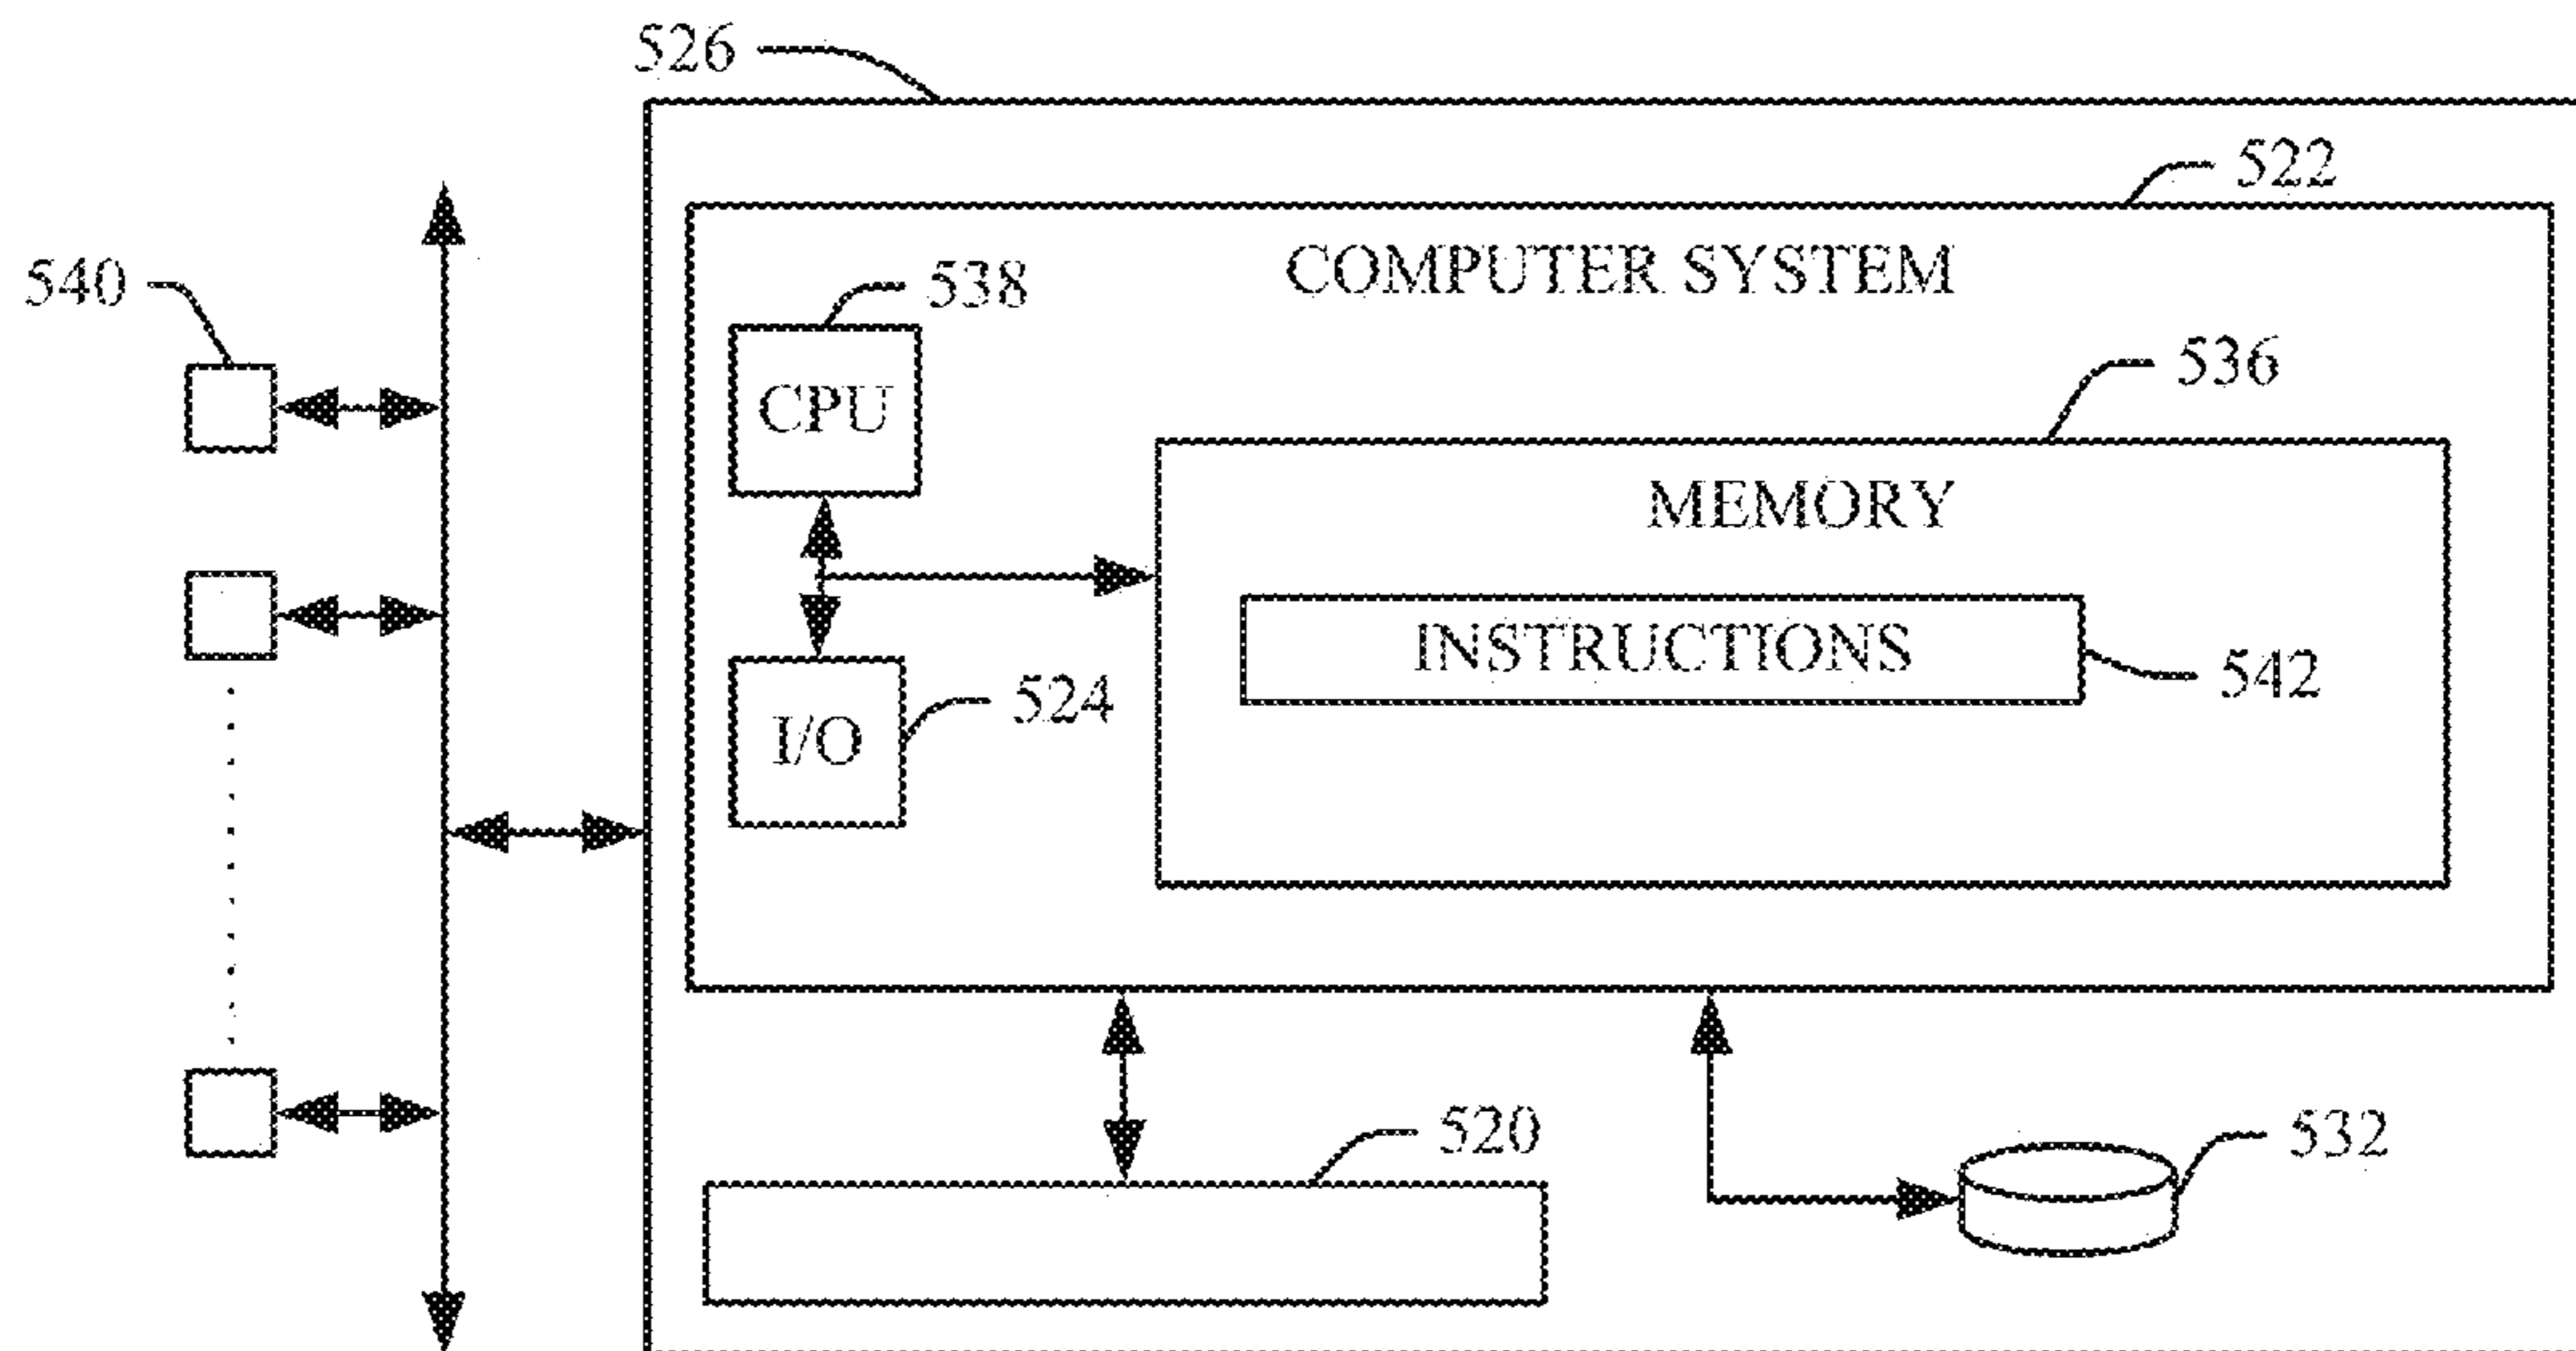 526
522
COMPUTER SYSTEM
540
538
536
CPU
MEMORY
INSTRUCTIONS
542
524
I/O
520
532